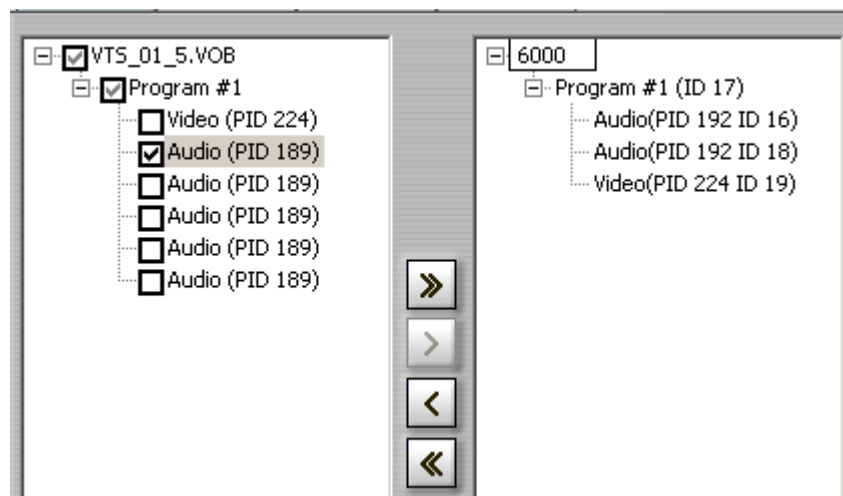 VTS_01_5.VOB
Program #1
Video (PID 224)
Audio (PID 189)
Audio (PID 189)
Audio (PID 189)
Audio (PID 189)
Audio (PID 189)
6000
Program #1 (ID 17)
Audio(PID 192 ID 16)
Audio(PID 192 ID 18)
Video(PID 224 ID 19)